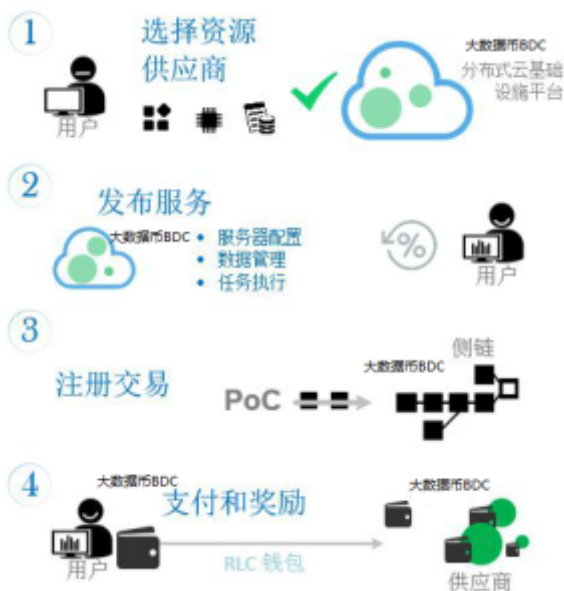 1
选择资源
供应商
用户
大数据币BDC
分布式云基础
设施平台
2
发布服务
大数据币BDC
• 服务器配置
• 数据管理
• 任务执行
%
用户
3
注册交易
PoC
大数据币BDC
侧链
4
大数据币BDC
支付和奖励
用户
RLC 钱包
大数据币BDC
供应商